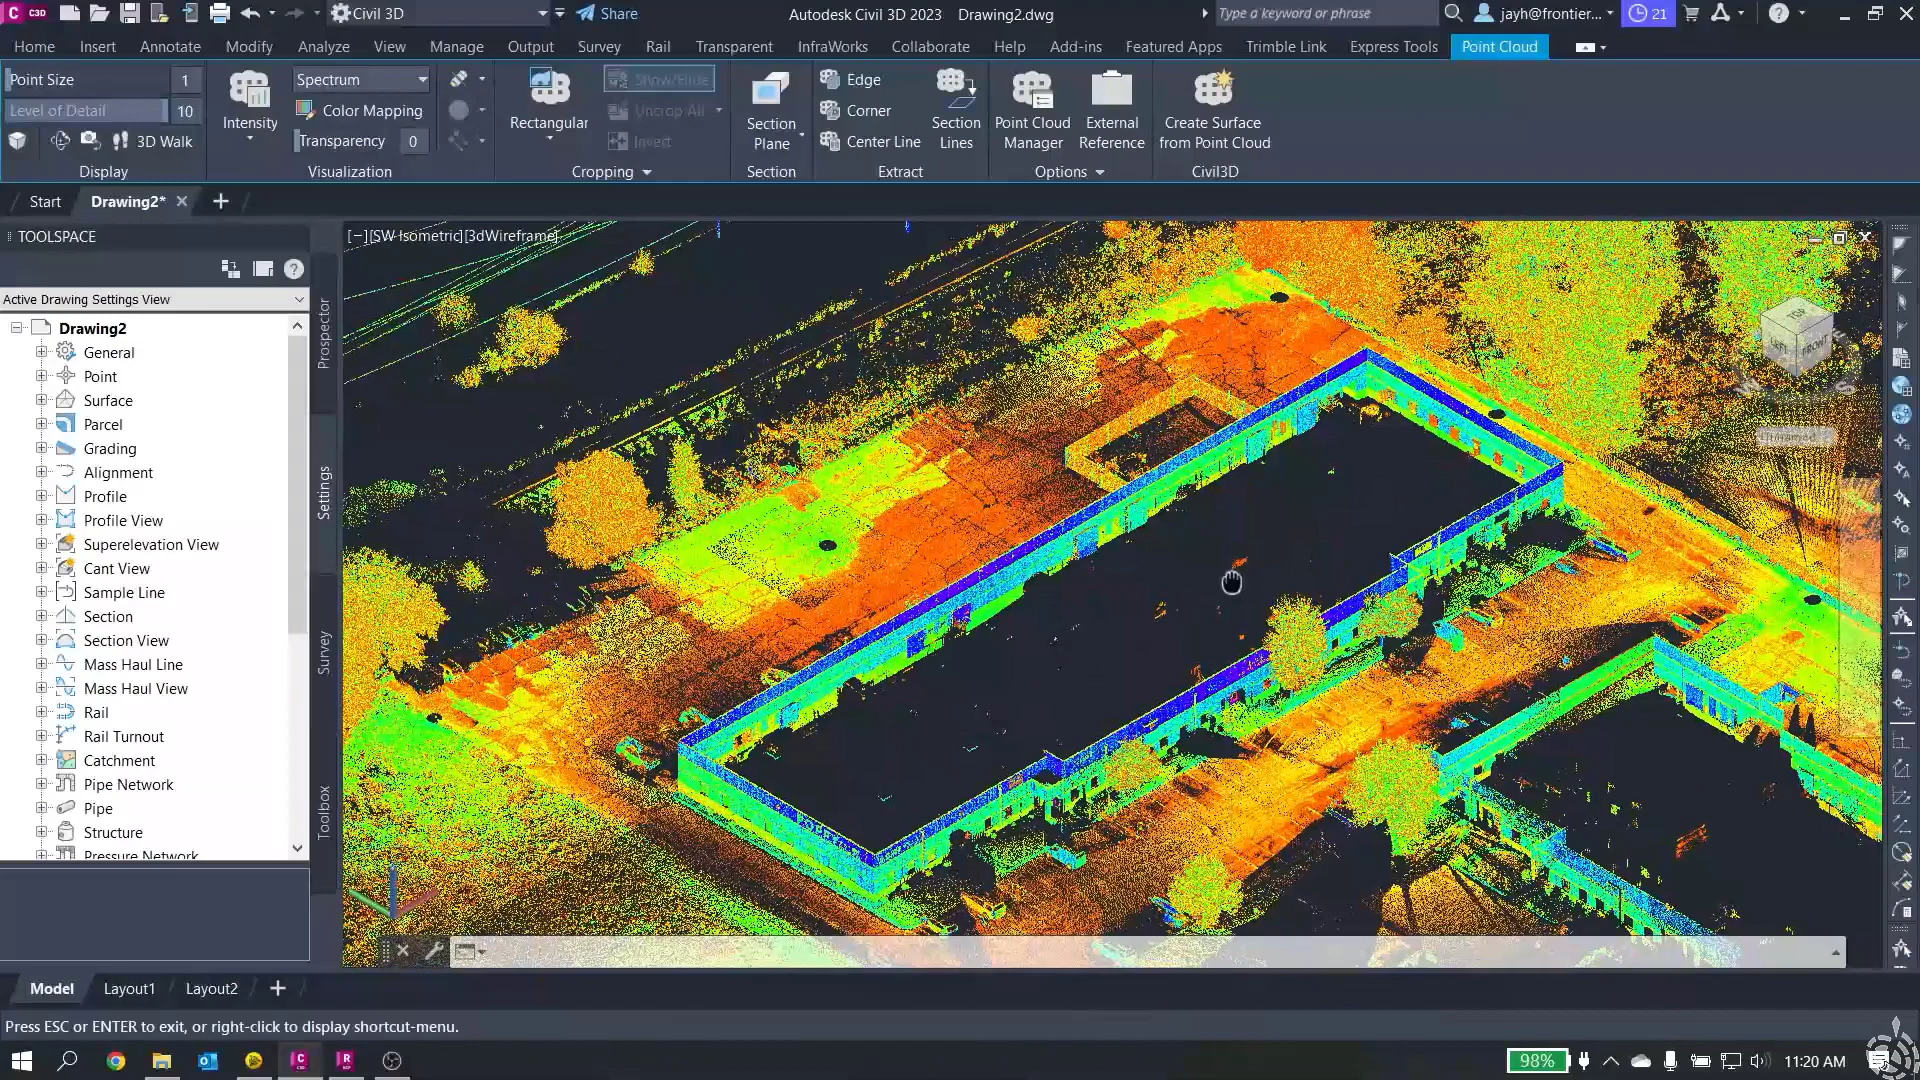 C3D Civil 3D Share Autodesk Civil 3D 2023 Drawing2.dwg Type a keyword or phrase jayh@frontier... 21
Home Insert Annotate Modify Analyze View Manage Output Survey Rail Transparent InfraWorks Collaborate Help Add-ins Featured Apps Trimble Link Express Tools Point Cloud
Point Size 1
Level of Detail 10
3D Walk
Display
Intensity
Spectrum
Color Mapping
Transparency 0
Visualization
Rectangular
Show/Hide
Uncrop All
Invert
Cropping
Section
Plane
Section
Edge
Corner
Center Line
Section
Lines
Extract
Point Cloud
Manager
External
Reference
Options
Create Surface
from Point Cloud
Civil3D
Start Drawing2*
TOOLSPACE
Active Drawing Settings View
Drawing2
General
Point
Surface
Parcel
Grading
Alignment
Profile
Profile View
Superelevation View
Cant View
Sample Line
Section
Section View
Mass Haul Line
Mass Haul View
Rail
Rail Turnout
Catchment
Pipe Network
Pipe
Structure
Pressure Network
Prospector
Settings
Survey
Toolbox
[−][SW Isometric][3dWireframe]
TOP
LEFT
FRONT
W
S
Unnamed
Model Layout1 Layout2
Press ESC or ENTER to exit, or right-click to display shortcut-menu.
98% 11:20 AM